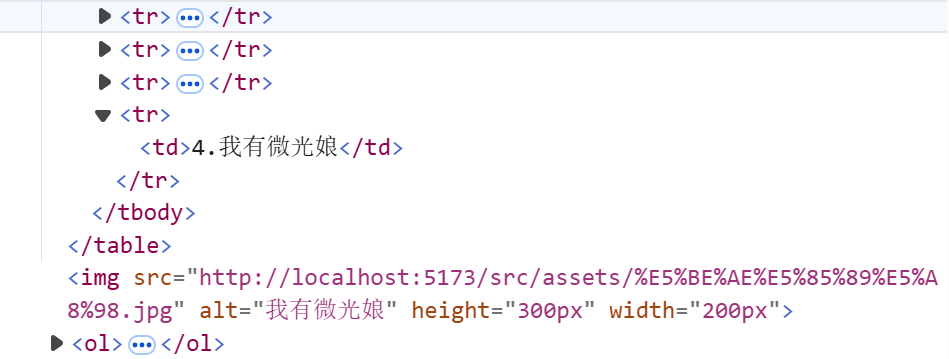 <tr>…</tr>
<tr>…</tr>
<tr>…</tr>
<tr>
<td>4.我有微光娘</td>
</tr>
</tbody>
</table>
<img src="http://localhost:5173/src/assets/%E5%BE%AE%E5%85%89%E5%A
8%98.jpg" alt="我有微光娘" height="300px" width="200px">
<ol>…</ol>